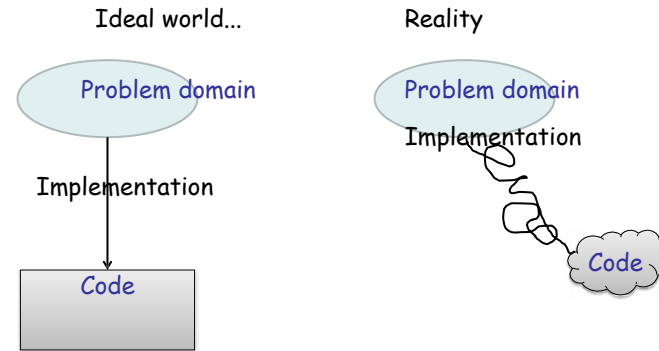 Ideal world...
Problem domain
Implementation
Code
Reality
Problem domain
Implementation
Code